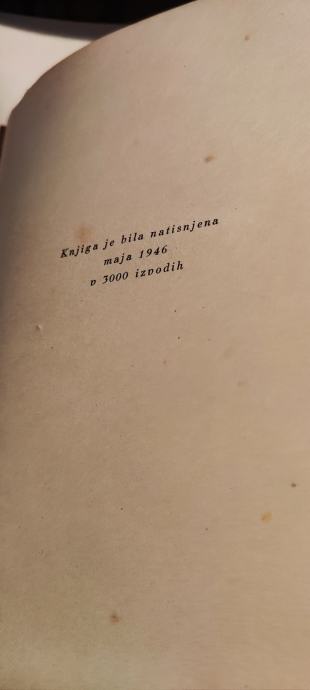 Knjiga je bila natisnjena
maja 1946
v 3000 izvodih